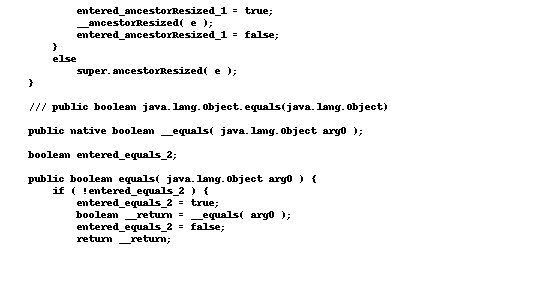 entered_ancestorResized_1 = true;
__ancestorResized( e );
entered_ancestorResized_1 = false;
}
else
super.ancestorResized( e );
}
/// public boolean java.lang.Object.equals(java.lang.Object)
public native boolean __equals( java.lang.Object arg0 );
boolean entered_equals_2;
public boolean equals( java.lang.Object arg0 ) {
if ( !entered_equals_2 ) {
entered_equals_2 = true;
boolean __return = __equals( arg0 );
entered_equals_2 = false;
return __return;